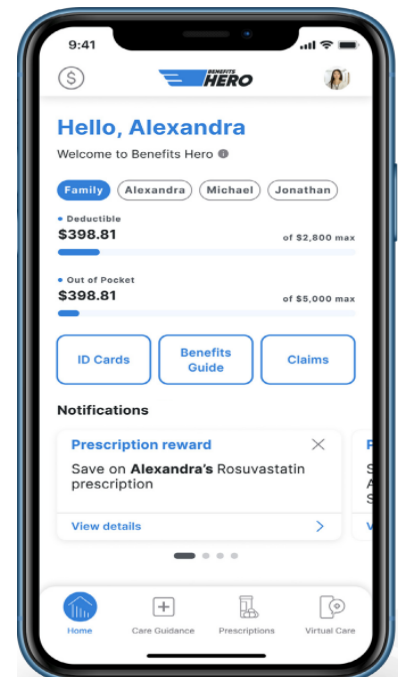 9:41
$
BENEFITS
HERO
Hello, Alexandra
Welcome to Benefits Hero
Family Alexandra Michael Jonathan
Deductible
$398.81 of $2,800 max
Out of Pocket
$398.81 of $5,000 max
ID Cards
Benefits
Guide
Claims
Notifications
Prescription reward
Save on Alexandra's Rosuvastatin
prescription
View details
Home Care Guidance Prescriptions Virtual Care